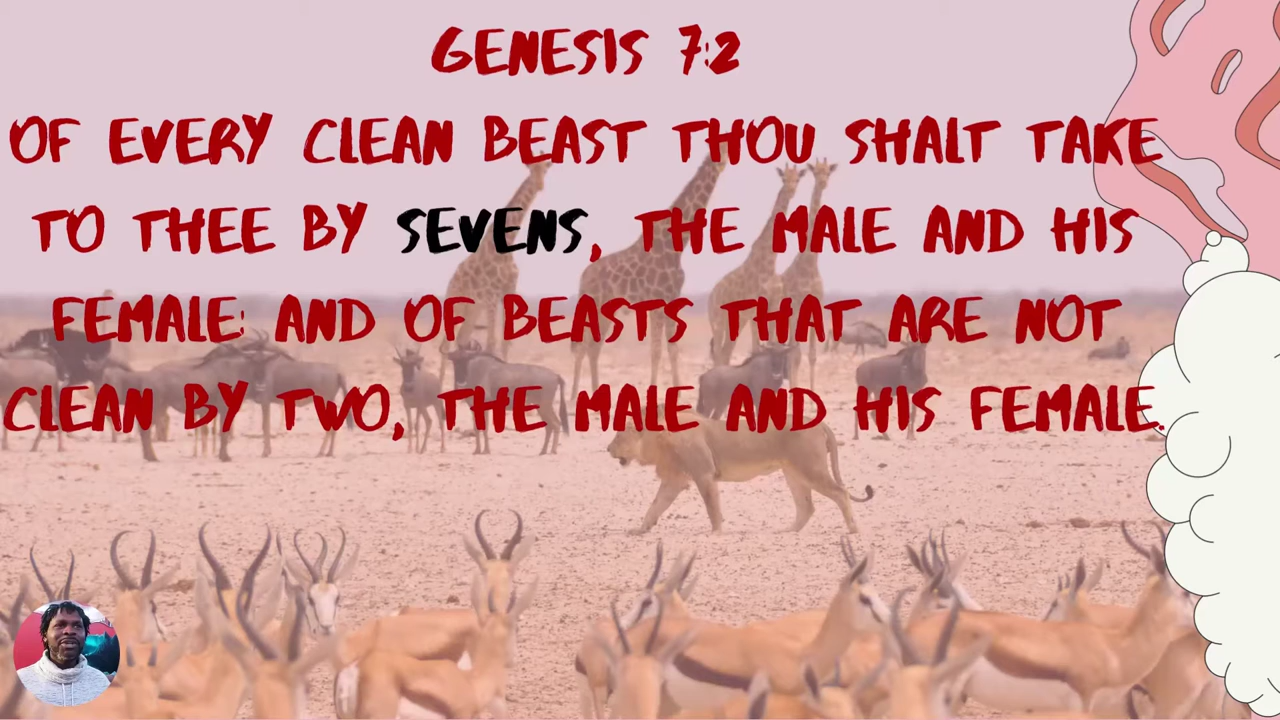 GENESIS 7:2
OF EVERY CLEAN BEAST THOU SHALT TAKE
TO THEE BY SEVENS, THE MALE AND HIS
FEMALE: AND OF BEASTS THAT ARE NOT
CLEAN BY TWO, THE MALE AND HIS FEMALE.